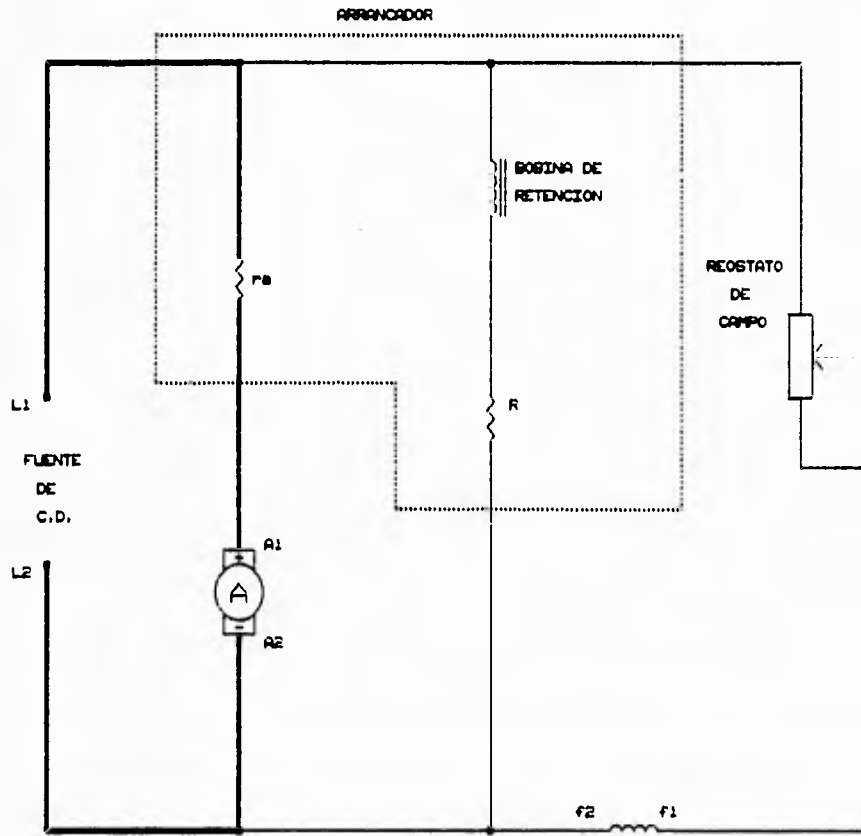 ARRANCADOR
BOBINA DE
RETENCION
ra
REOSTATO
DE
CAMPO
L1
R
FUENTE
DE
C.D.
L2
A1
+
A
-
A2
f2
f1